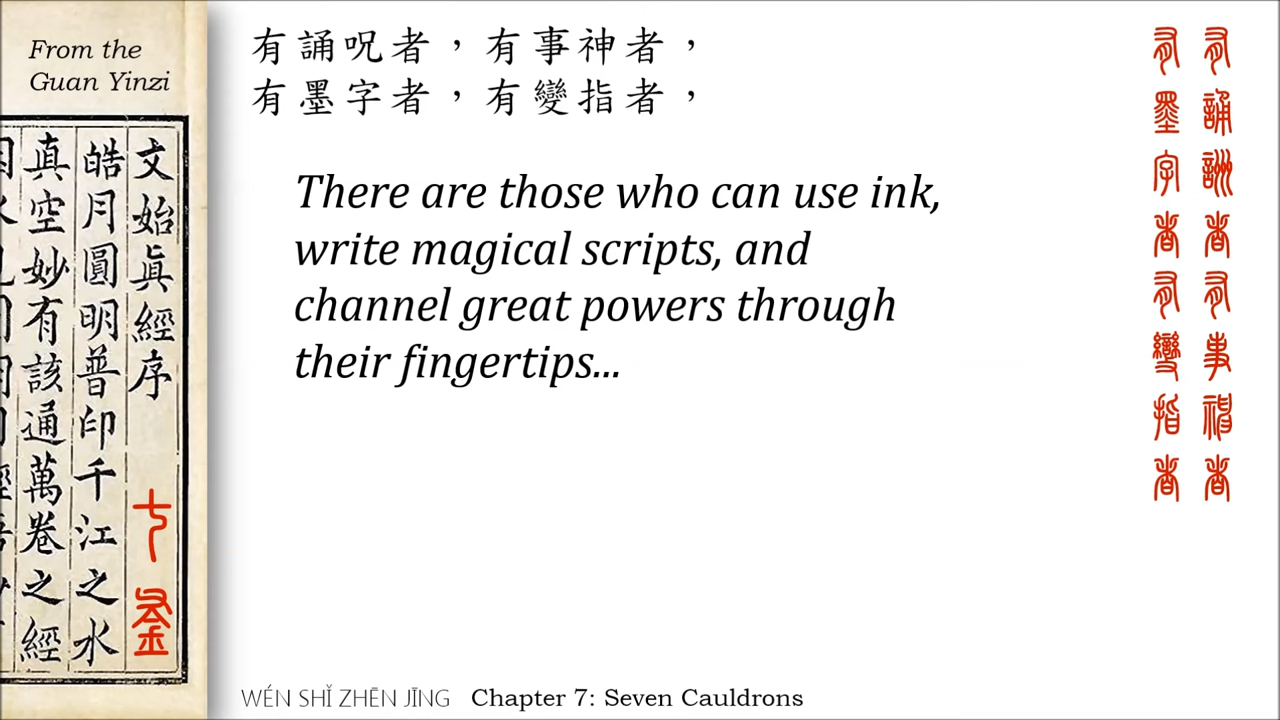 From the
Guan Yinzi
有誦呪者，有事神者，
有墨字者，有變指者，
There are those who can use ink,
write magical scripts, and
channel great powers through
their fingertips...
有誦詶者有事神者
有墨字者有變指者
文始眞經序
皓月圓明普印千江之水
真空妙有該通萬卷之經
七釜
WÉN SHǏ ZHĒN JĪNG Chapter 7: Seven Cauldrons